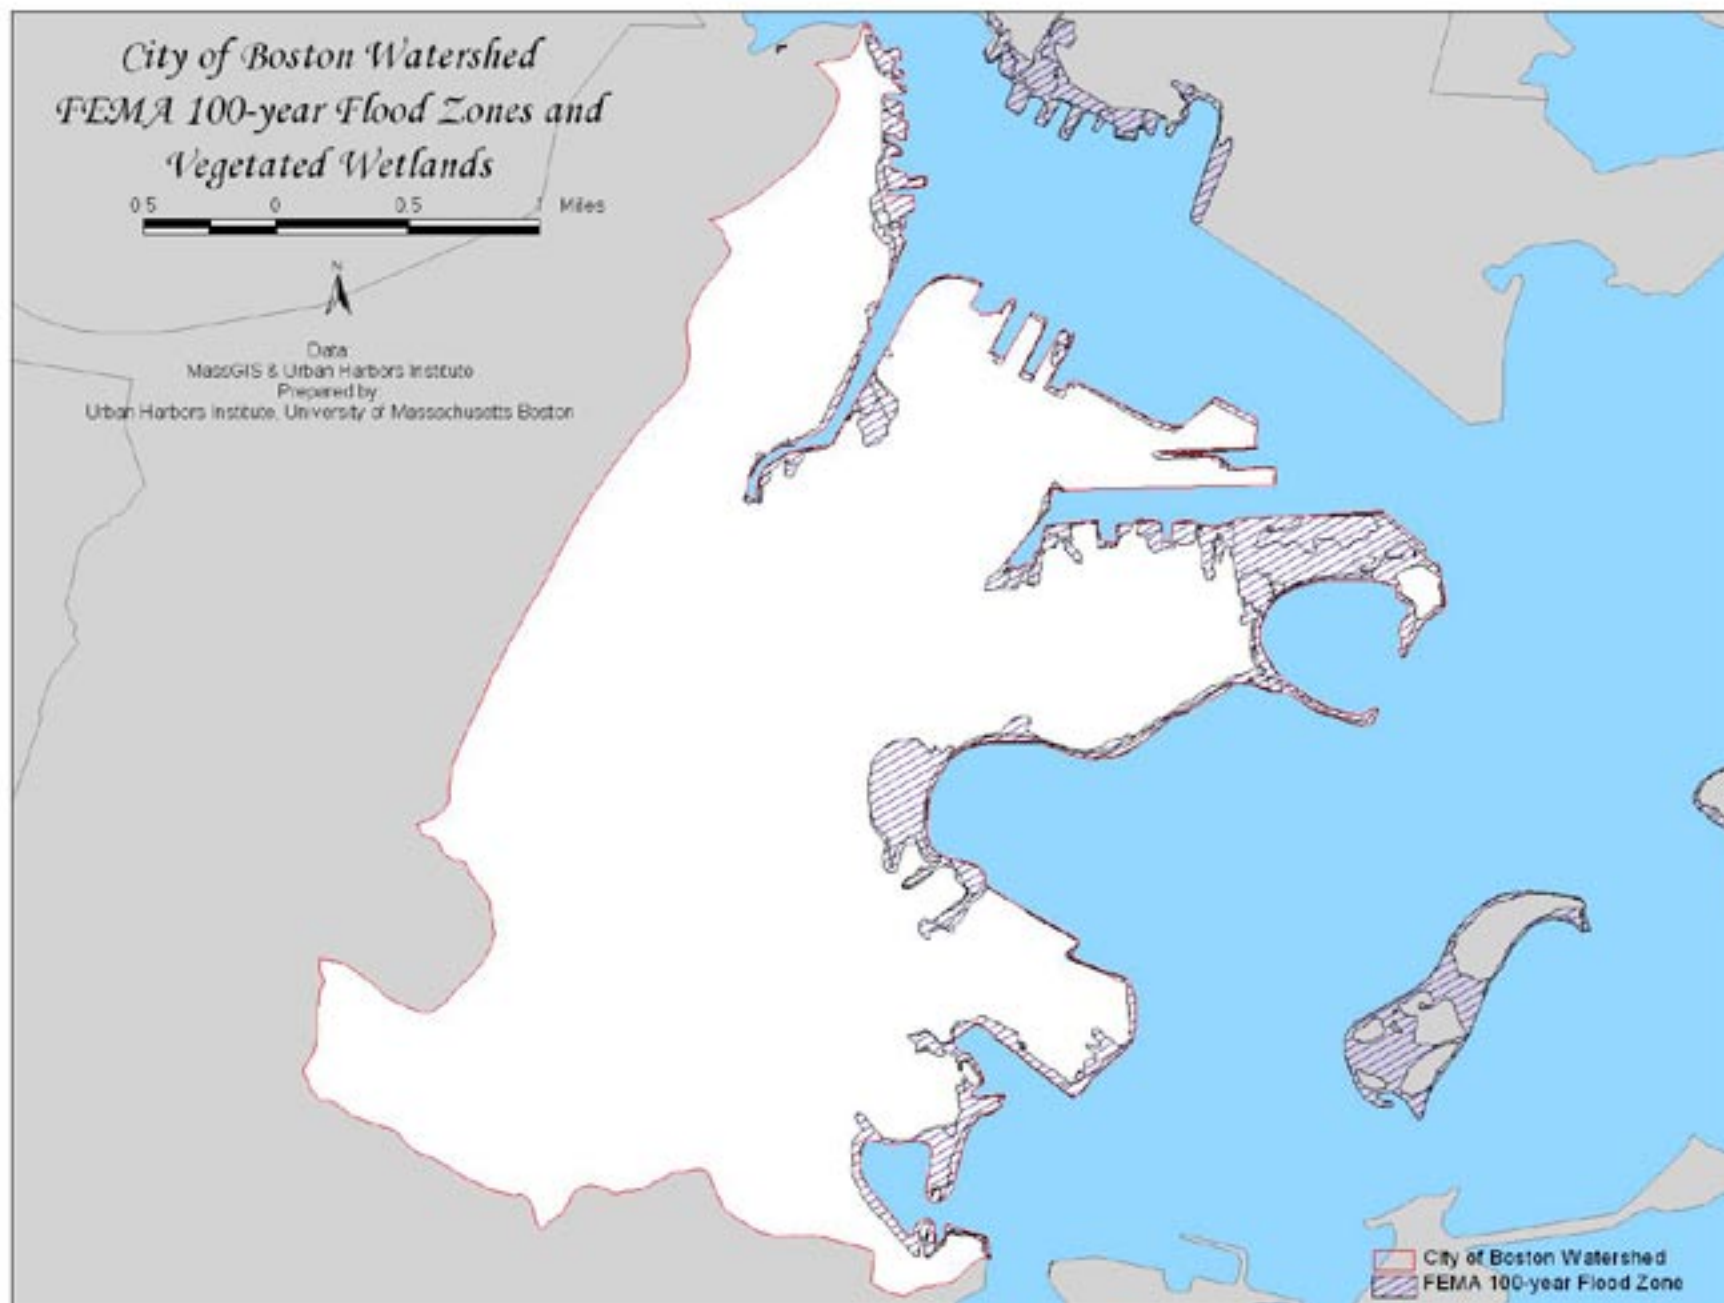 City of Boston Watershed
FEMA 100-year Flood Zones and
Vegetated Wetlands
0.5 0 0.5 1 Miles
N
Data:
MassGIS & Urban Harbors Institute
Prepared by:
Urban Harbors Institute, University of Massachusetts Boston
City of Boston Watershed
FEMA 100-year Flood Zone